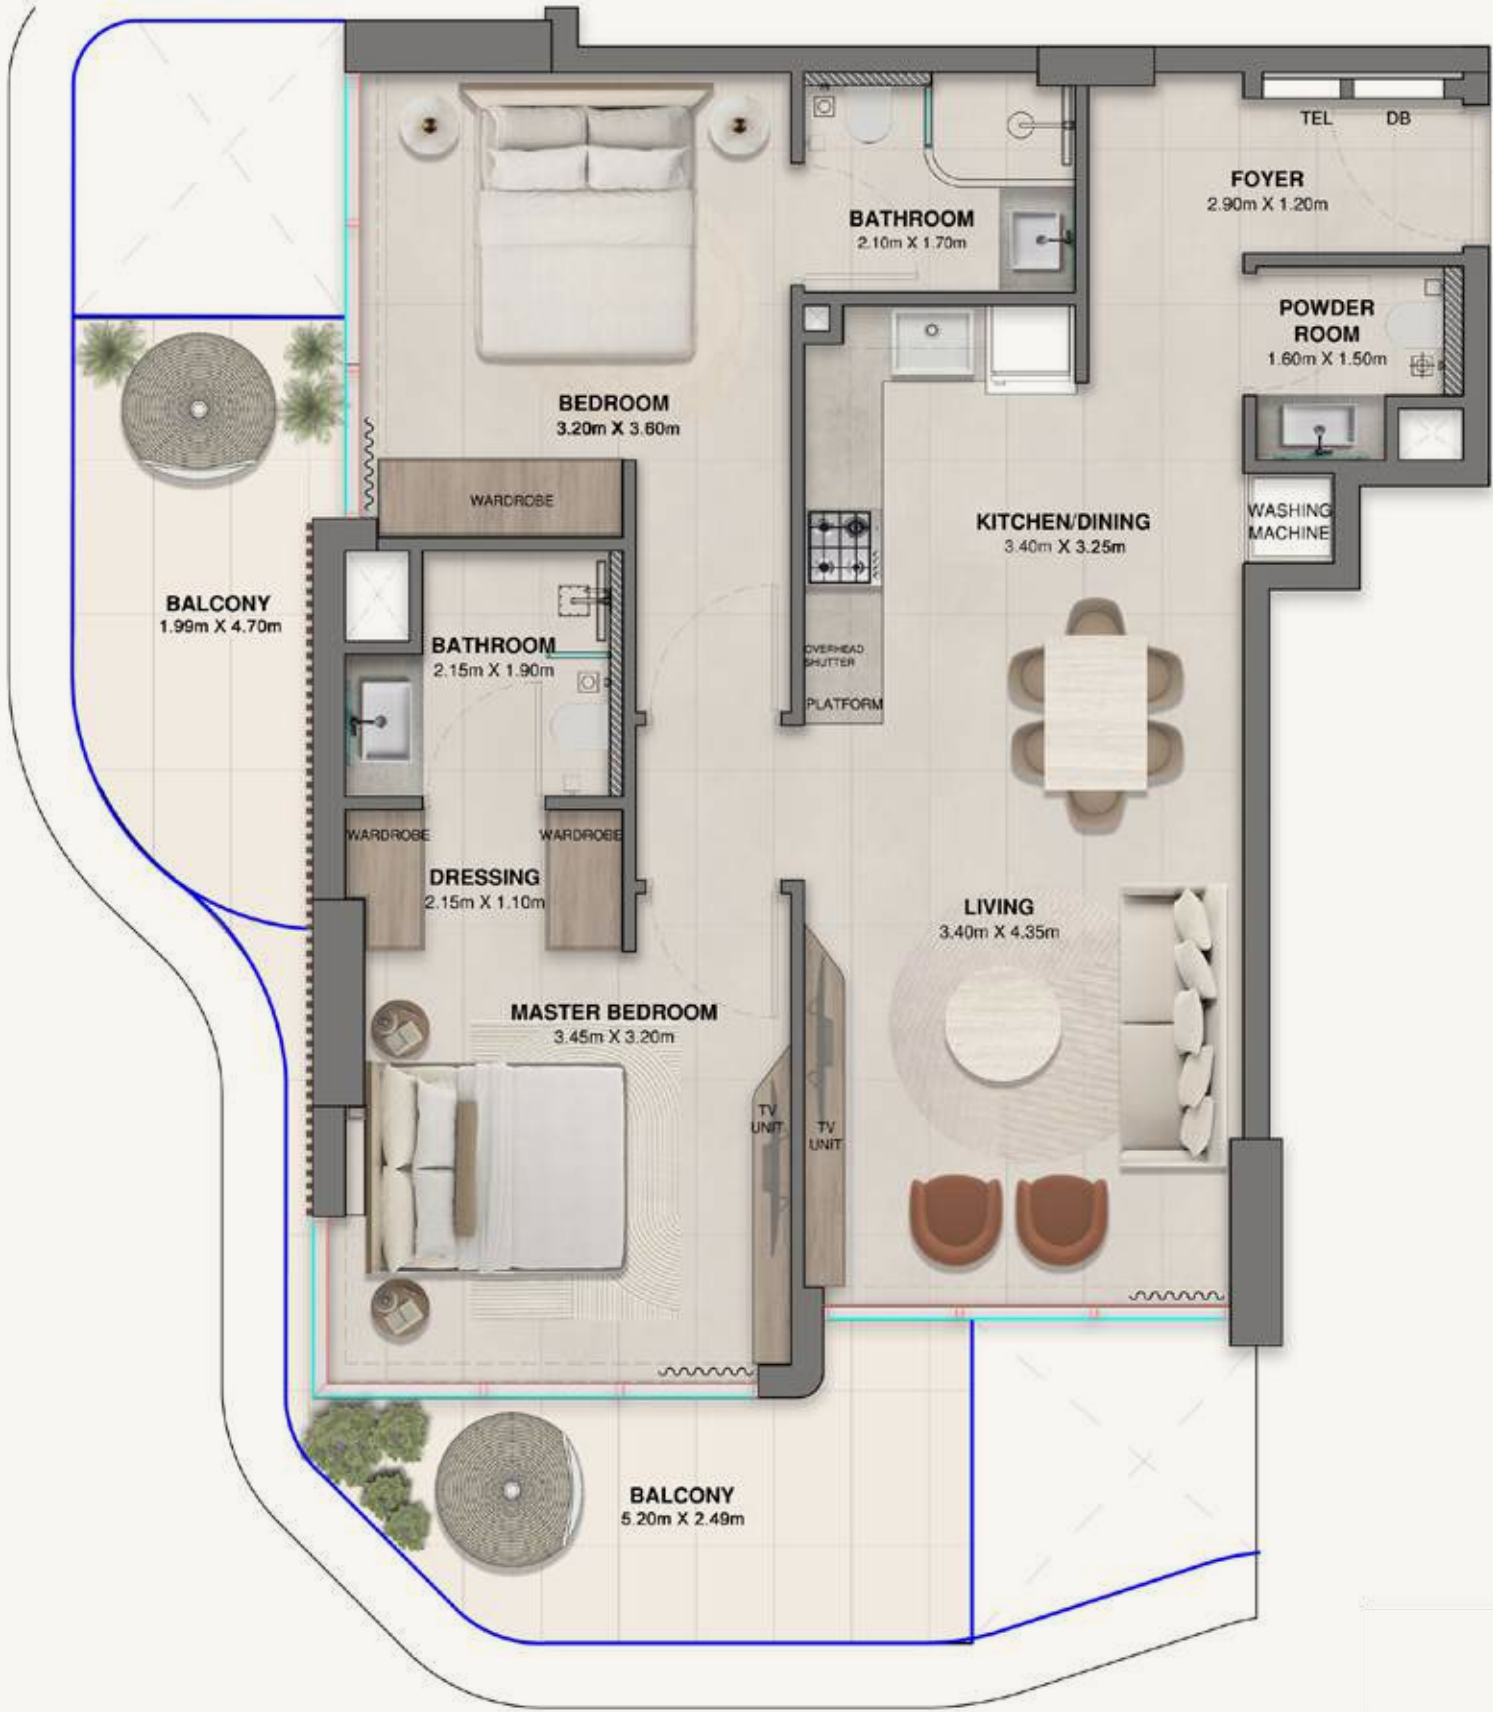 TEL
DB
FOYER
2.90m X 1.20m
BATHROOM
2.10m X 1.70m
POWDER
ROOM
1.60m X 1.50m
BEDROOM
3.20m X 3.60m
WARDROBE
WASHING
MACHINE
KITCHEN/DINING
3.40m X 3.25m
BALCONY
1.99m X 4.70m
BATHROOM
2.15m X 1.90m
OVERHEAD
SHUTTER
PLATFORM
WARDROBE
WARDROBE
DRESSING
2.15m X 1.10m
LIVING
3.40m X 4.35m
MASTER BEDROOM
3.45m X 3.20m
TV
UNIT
TV
UNIT
BALCONY
5.20m X 2.49m